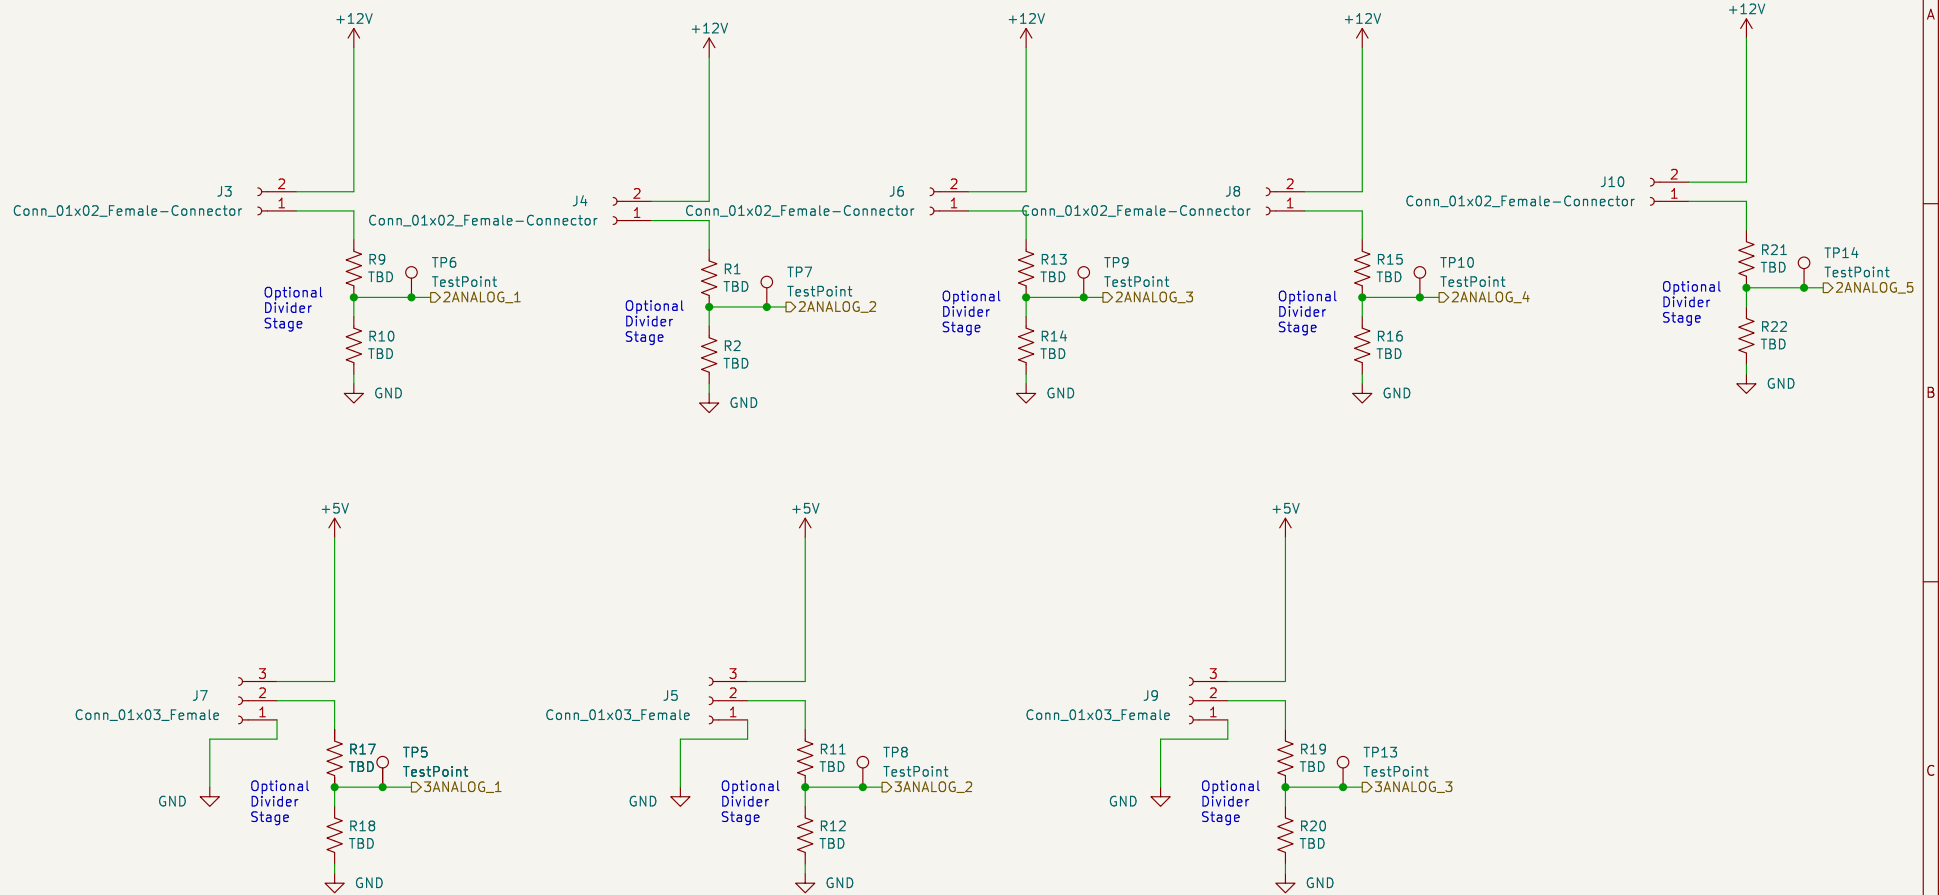 +12V
+12V
+12V
+12V
+12V
A
J3
2
Conn_01x02_Female-Connector
1
J4
2
Conn_01x02_Female-Connector
1
J6
2
Conn_01x02_Female-Connector
1
J8
2
Conn_01x02_Female-Connector
1
J10
2
Conn_01x02_Female-Connector
1
R9
TBD
TP6
TestPoint
2ANALOG_1
Optional
Divider
Stage
R10
TBD
GND
R1
TBD
TP7
TestPoint
2ANALOG_2
Optional
Divider
Stage
R2
TBD
GND
R13
TBD
TP9
TestPoint
2ANALOG_3
Optional
Divider
Stage
R14
TBD
GND
R15
TBD
TP10
TestPoint
2ANALOG_4
Optional
Divider
Stage
R16
TBD
GND
R21
TBD
TP14
TestPoint
2ANALOG_5
Optional
Divider
Stage
R22
TBD
GND
B
+5V
+5V
+5V
3
J7
2
Conn_01x03_Female
1
R17
TBD
TP5
TestPoint
3ANALOG_1
Optional
Divider
Stage
GND
R18
TBD
GND
3
J5
2
Conn_01x03_Female
1
R11
TBD
TP8
TestPoint
3ANALOG_2
Optional
Divider
Stage
GND
R12
TBD
GND
3
J9
2
Conn_01x03_Female
1
R19
TBD
TP13
TestPoint
3ANALOG_3
Optional
Divider
Stage
GND
R20
TBD
GND
C